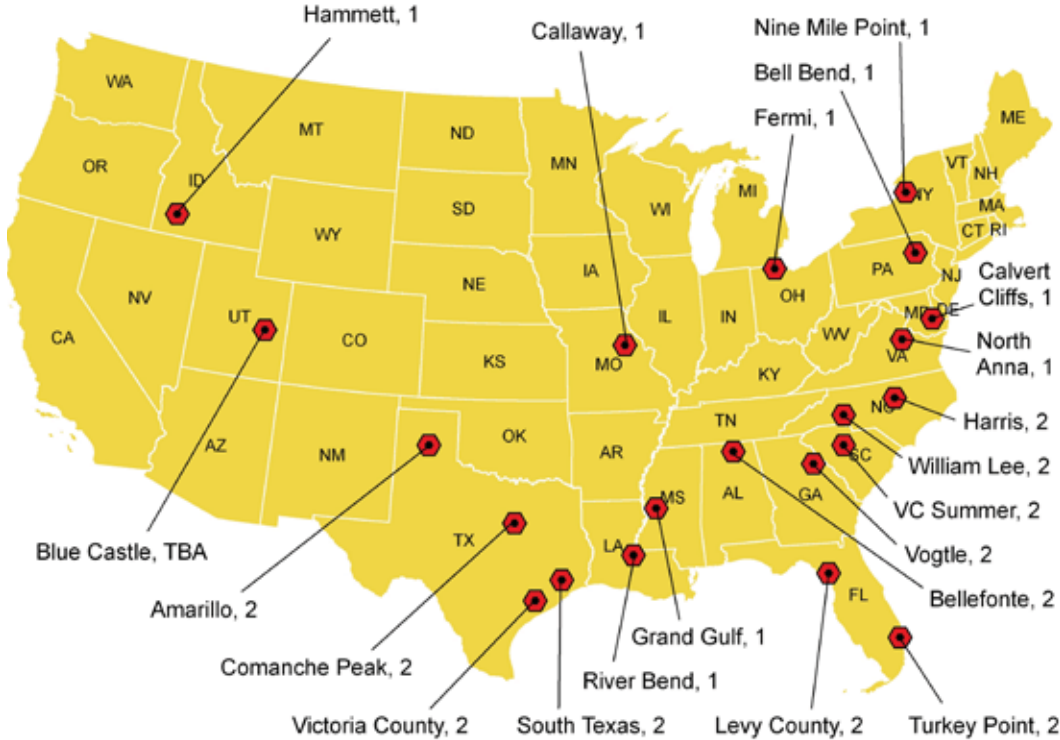 Hammett, 1
Callaway, 1
Nine Mile Point, 1
Bell Bend, 1
Fermi, 1
WA
MT
ND
MN
ME
OR
ID
SD
WI
MI
VT
NH
NY
MA
CT
RI
WY
IA
NE
PA
NJ
Calvert
Cliffs, 1
NV
UT
CO
IL
IN
OH
MD
DE
WV
CA
KS
MO
KY
VA
North
Anna, 1
AZ
NM
OK
AR
TN
NC
Harris, 2
SC
William Lee, 2
MS
AL
GA
VC Summer, 2
Blue Castle, TBA
TX
LA
Vogtle, 2
FL
Bellefonte, 2
Amarillo, 2
Grand Gulf, 1
Comanche Peak, 2
River Bend, 1
Victoria County, 2
South Texas, 2
Levy County, 2
Turkey Point, 2